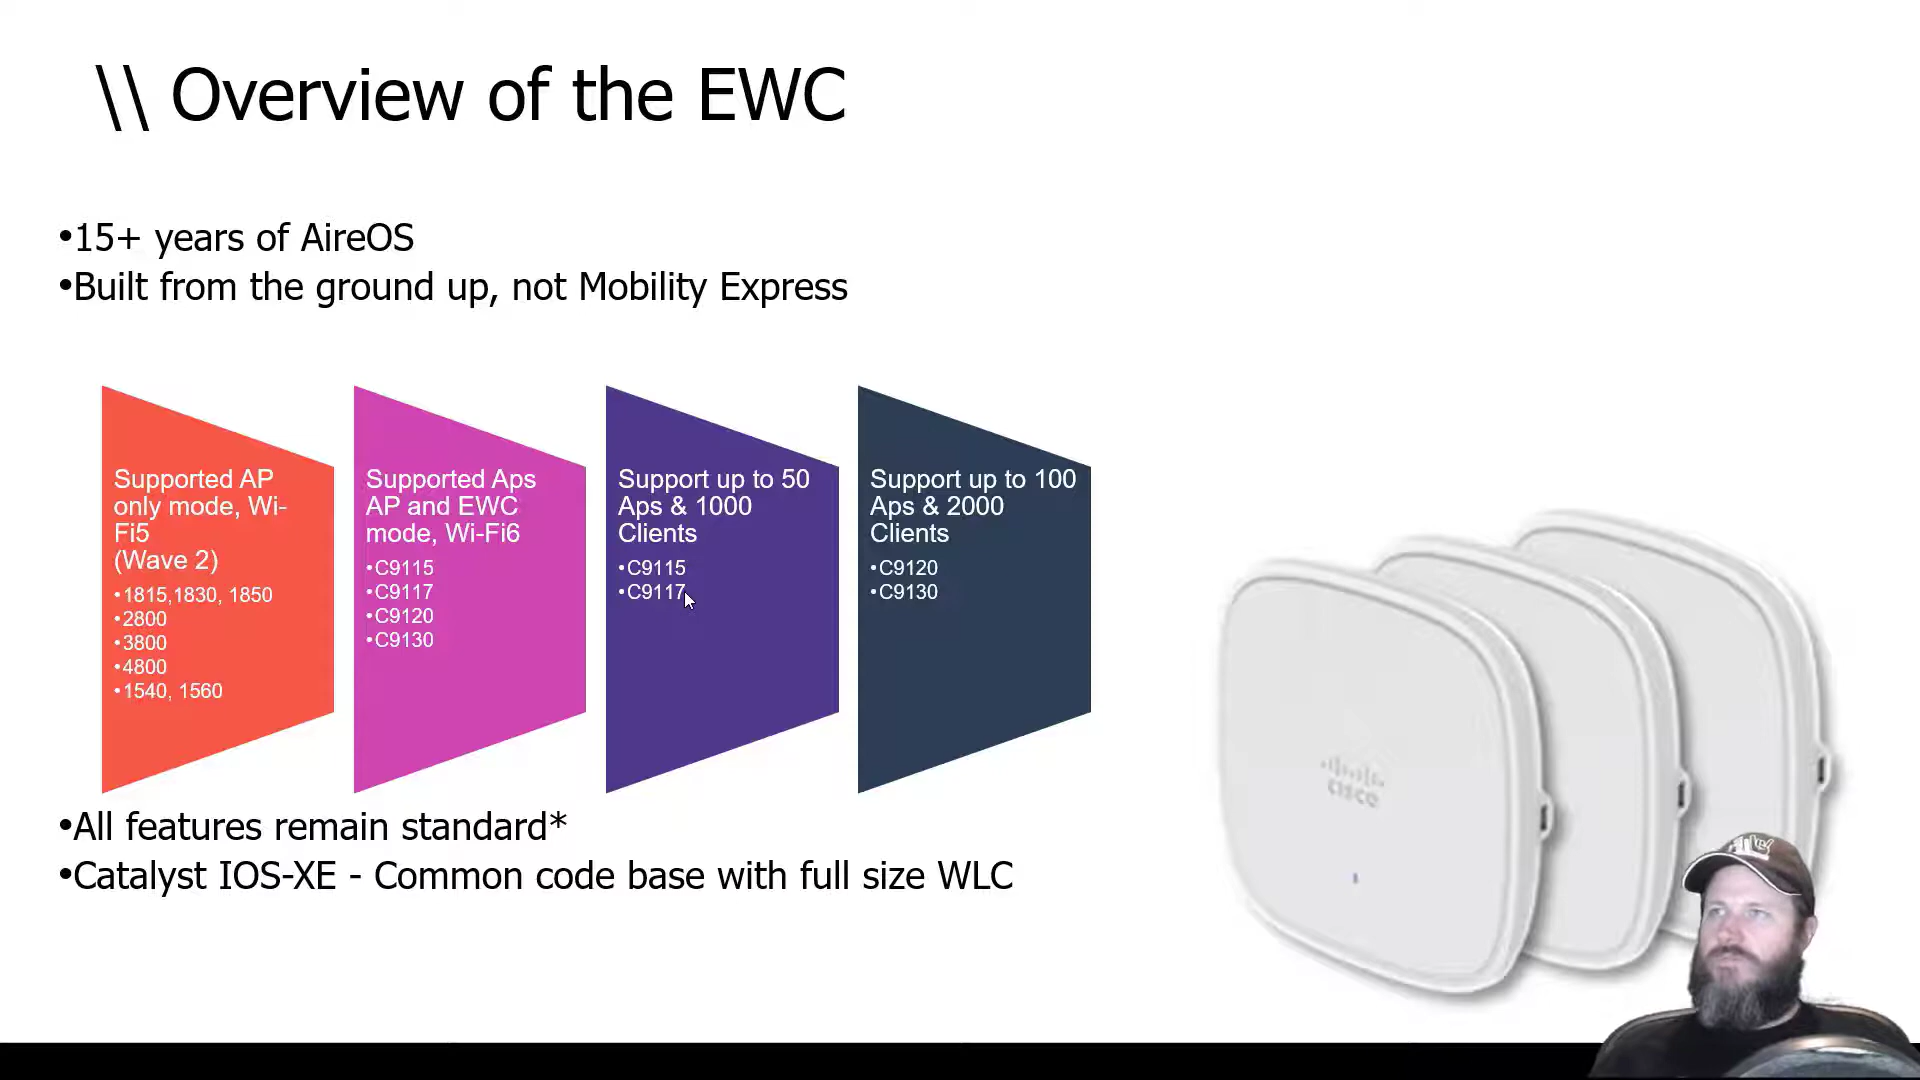 \\ Overview of the EWC
•15+ years of AireOS
•Built from the ground up, not Mobility Express
Supported AP
only mode, Wi-
Fi5
(Wave 2)
•1815,1830, 1850
•2800
•3800
•4800
•1540, 1560
Supported Aps
AP and EWC
mode, Wi-Fi6
•C9115
•C9117
•C9120
•C9130
Support up to 50
Aps & 1000
Clients
•C9115
•C9117
Support up to 100
Aps & 2000
Clients
•C9120
•C9130
•All features remain standard*
•Catalyst IOS-XE - Common code base with full size WLC
cisco